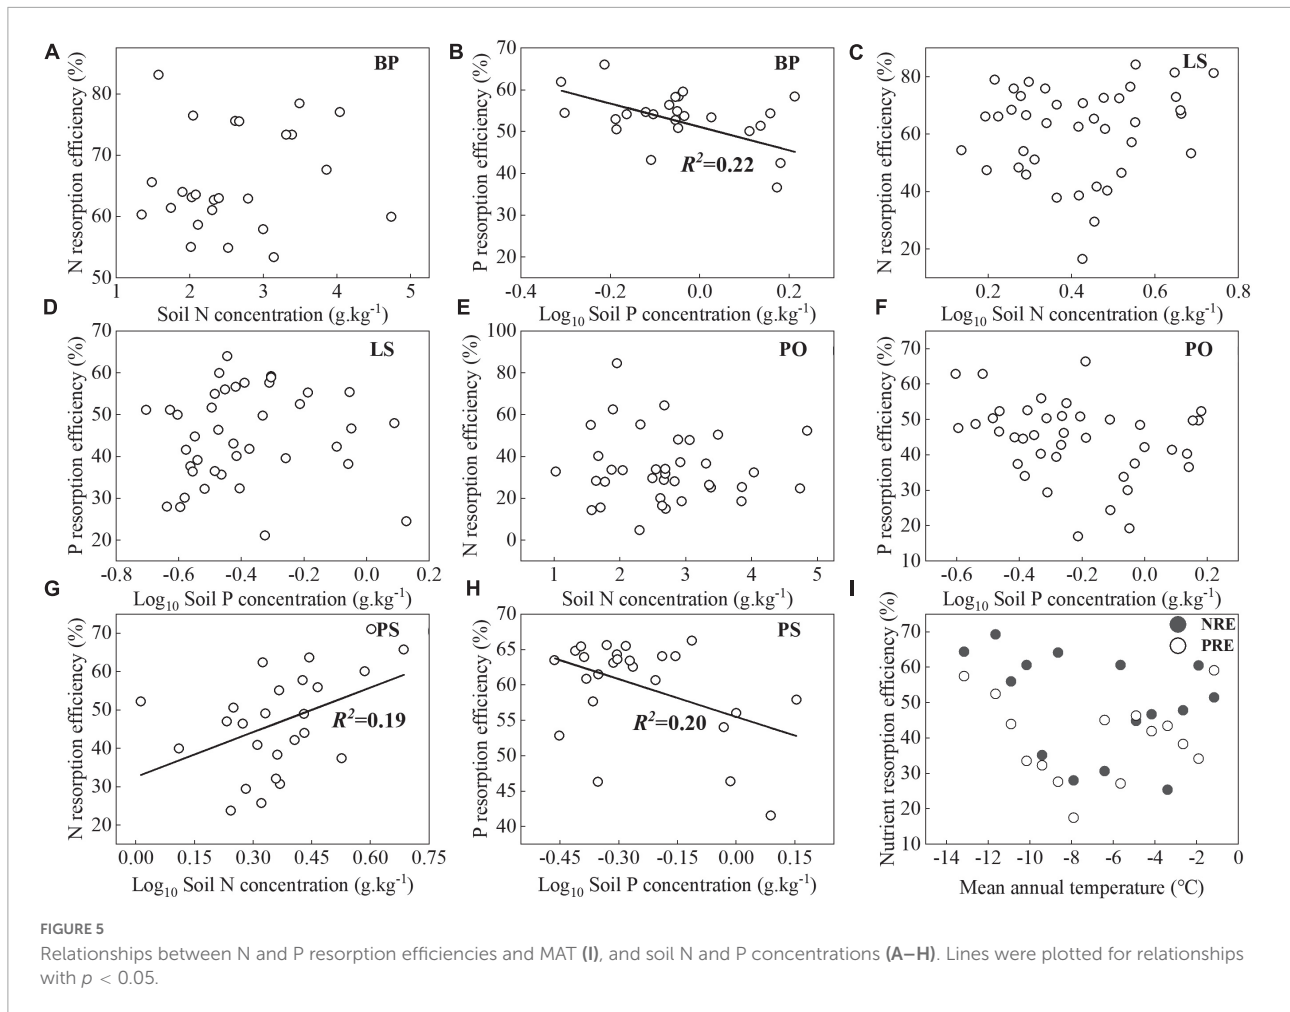 A
BP
N resorption efficiency (%)
80
70
60
50
1 2 3 4 5
Soil N concentration (g.kg-1)
B
BP
P resorption efficiency (%)
70
60
50
40
30
20
R2=0.22
-0.4 -0.2 0.0 0.2
Log10 Soil P concentration (g.kg-1)
C
LS
N resorption efficiency (%)
80
60
40
20
0.2 0.4 0.6 0.8
Log10 Soil N concentration (g.kg-1)
D
LS
P resorption efficiency (%)
70
60
50
40
30
20
-0.8 -0.6 -0.4 -0.2 0.0 0.2
Log10 Soil P concentration (g.kg-1)
E
PO
N resorption efficiency (%)
100
80
60
40
20
0
1 2 3 4 5
Soil N concentration (g.kg-1)
F
PO
P resorption efficiency (%)
70
60
50
40
30
20
10
-0.6 -0.4 -0.2 0.0 0.2
Log10 Soil P concentration (g.kg-1)
G
PS
N resorption efficiency (%)
70
60
50
40
30
20
R2=0.19
0.00 0.15 0.30 0.45 0.60 0.75
Log10 Soil N concentration (g.kg-1)
H
PS
P resorption efficiency (%)
70
65
60
55
50
45
40
R2=0.20
-0.45 -0.30 -0.15 0.00 0.15
Log10 Soil P concentration (g.kg-1)
I
NRE
PRE
Nutrient resorption efficiency (%)
70
60
50
40
30
20
10
-14 -12 -10 -8 -6 -4 -2 0
Mean annual temperature (°C)
FIGURE 5
Relationships between N and P resorption efficiencies and MAT (I), and soil N and P concentrations (A–H). Lines were plotted for relationships
with p < 0.05.